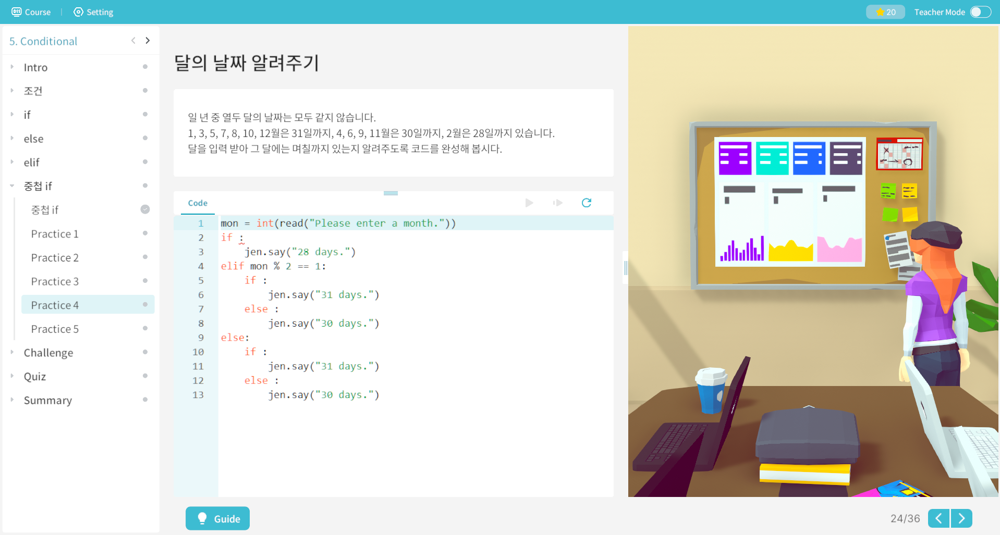 Course
Setting
20
Teacher Mode
5. Conditional
Intro
조건
if
else
elif
중첩 if
중첩 if
Practice 1
Practice 2
Practice 3
Practice 4
Practice 5
Challenge
Quiz
Summary
달의 날짜 알려주기
일 년 중 열두 달의 날짜는 모두 같지 않습니다.
1, 3, 5, 7, 8, 10, 12월은 31일까지, 4, 6, 9, 11월은 30일까지, 2월은 28일까지 있습니다.
달을 입력 받아 그 달에는 며칠까지 있는지 알려주도록 코드를 완성해 봅시다.
Code
1 mon = int(read("Please enter a month."))
2 if :
3 jen.say("28 days.")
4 elif mon % 2 == 1:
5 if :
6 jen.say("31 days.")
7 else :
8 jen.say("30 days.")
9 else:
10 if :
11 jen.say("31 days.")
12 else :
13 jen.say("30 days.")
Guide
24/36